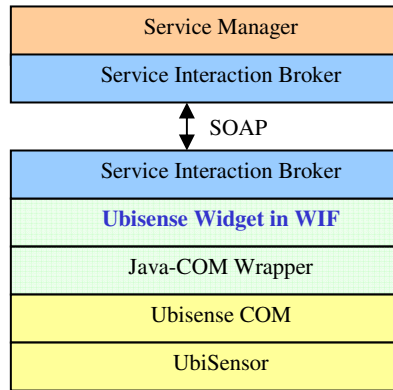 Service Manager
Service Interaction Broker
SOAP
Service Interaction Broker
Ubisense Widget in WIF
Java-COM Wrapper
Ubisense COM
UbiSensor